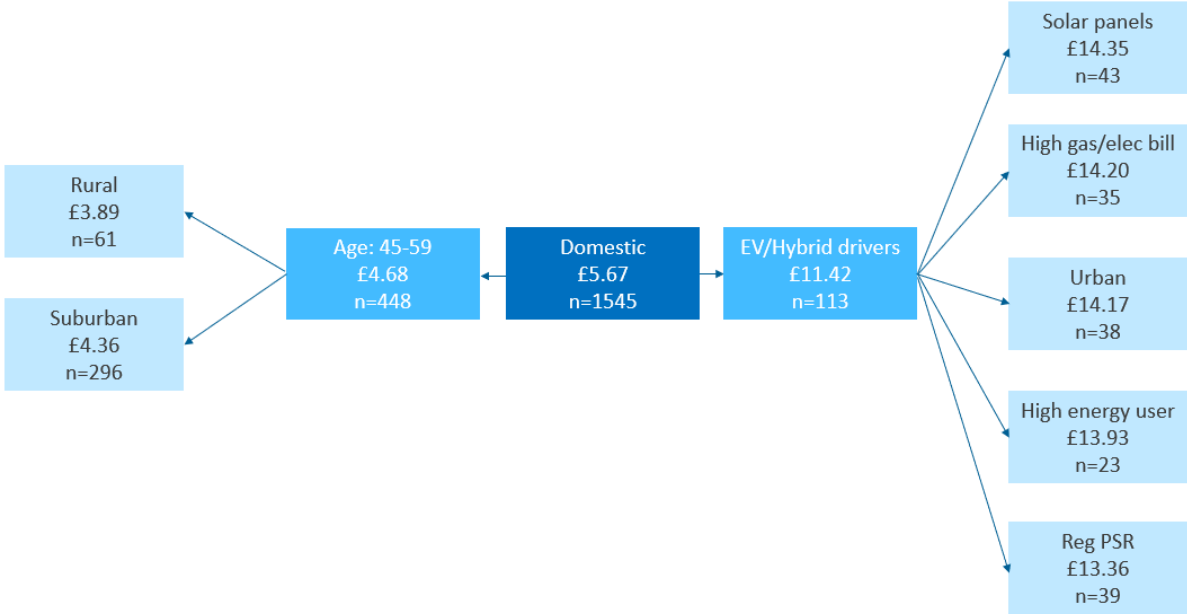 Rural
£3.89
n=61
Suburban
£4.36
n=296
Age: 45-59
£4.68
n=448
Domestic
£5.67
n=1545
EV/Hybrid drivers
£11.42
n=113
Solar panels
£14.35
n=43
High gas/elec bill
£14.20
n=35
Urban
£14.17
n=38
High energy user
£13.93
n=23
Reg PSR
£13.36
n=39